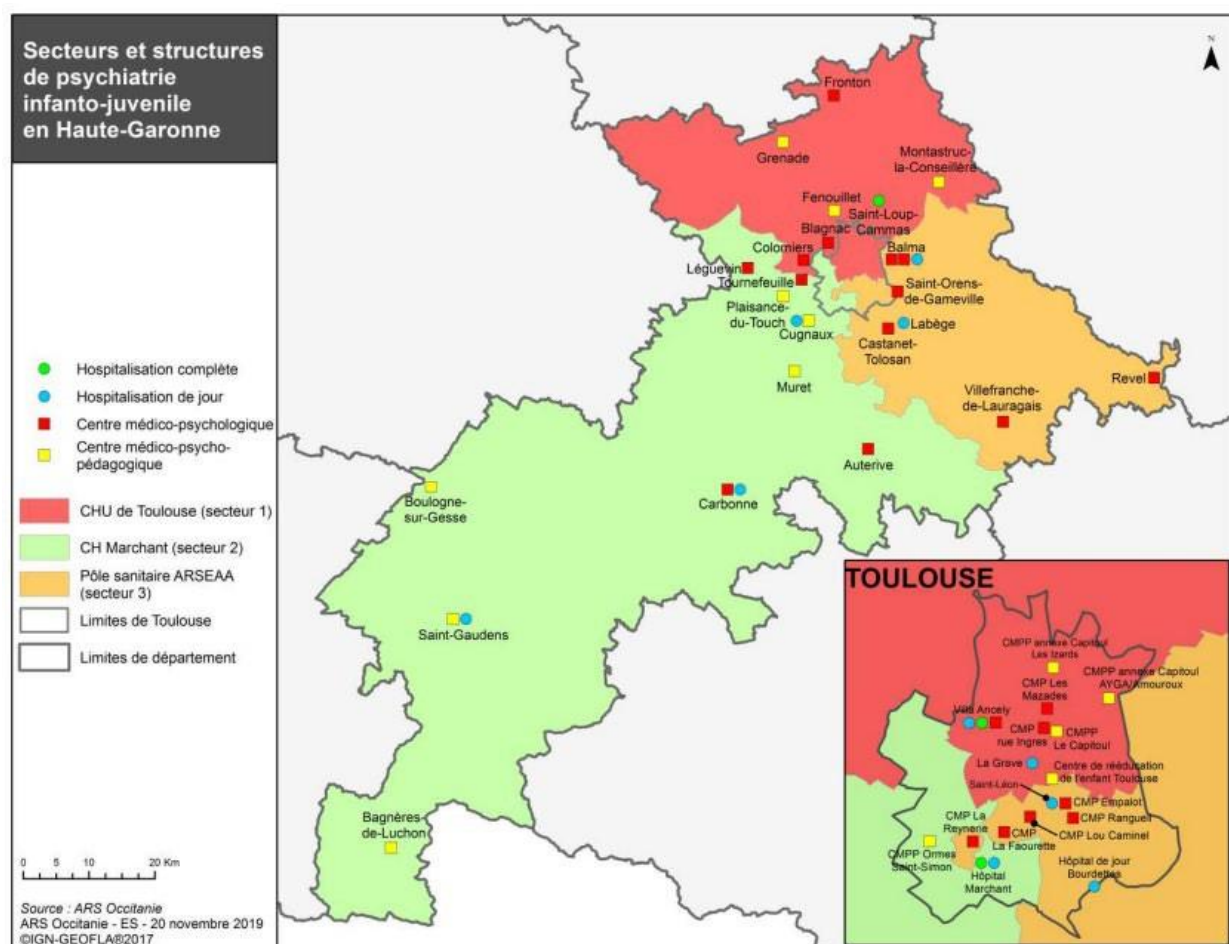 Secteurs et structures
de psychiatrie
infanto-juvenile
en Haute-Garonne
Hospitalisation complète
Hospitalisation de jour
Centre médico-psychologique
Centre médico-psycho-
pédagogique
CHU de Toulouse (secteur 1)
CH Marchant (secteur 2)
Pôle sanitaire ARSEAA
(secteur 3)
Limites de Toulouse
Limites de département
0 5 10 20 Km
Source : ARS Occitanie
ARS Occitanie - ES - 20 novembre 2019
©IGN-GEOFLA®2017
N
Fronton
Grenade
Montastruc-
la-Conseillère
Fenouillet
Saint-Loup-
Cammas
Blagnac
Colomiers
Balma
Léguevin
Tournefeuille
Saint-Orens-
de-Gameville
Plaisance-
du-Touch
Labège
Cugnaux
Castanet-
Tolosan
Muret
Revel
Villefranche-
de-Lauragais
Auterive
Boulogne-
sur-Gesse
Carbonne
Saint-Gaudens
Bagnères-
de-Luchon
TOULOUSE
CMPP annexe Capitoul
Les Izards
CMPP annexe Capitoul
AYGA/Amouroux
CMP Les
Mazades
Villa Ancely
CMP
rue Ingres
CMPP
Le Capitoul
La Grave
Centre de rééducation
de l'enfant Toulouse
Saint-Léon
CMP Empalot
CMP Rangueil
CMP La
Reynerie
CMP
La Faourette
CMP Lou Caminel
CMPP Ormes
Saint-Simon
Hôpital
Marchant
Hôpital de jour
Bourdettes